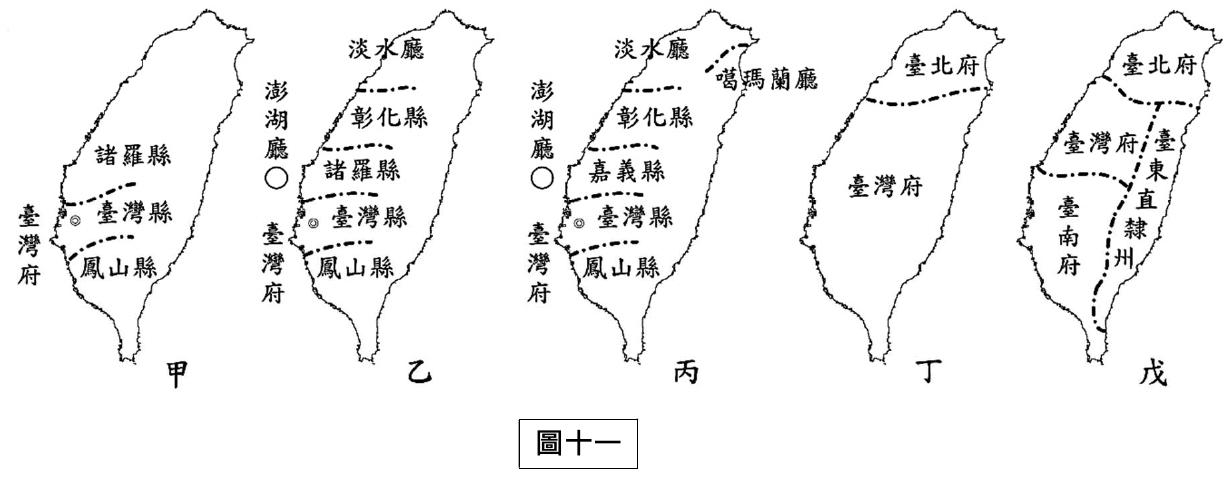 諸羅縣
臺灣縣
鳳山縣
臺灣府
甲
淡水廳
彰化縣
諸羅縣
臺灣縣
鳳山縣
澎湖廳
臺灣府
乙
淡水廳
噶瑪蘭廳
彰化縣
嘉義縣
臺灣縣
鳳山縣
澎湖廳
臺灣府
丙
臺北府
臺灣府
丁
臺北府
臺灣府
臺東直隸州
臺南府
戊
圖十一